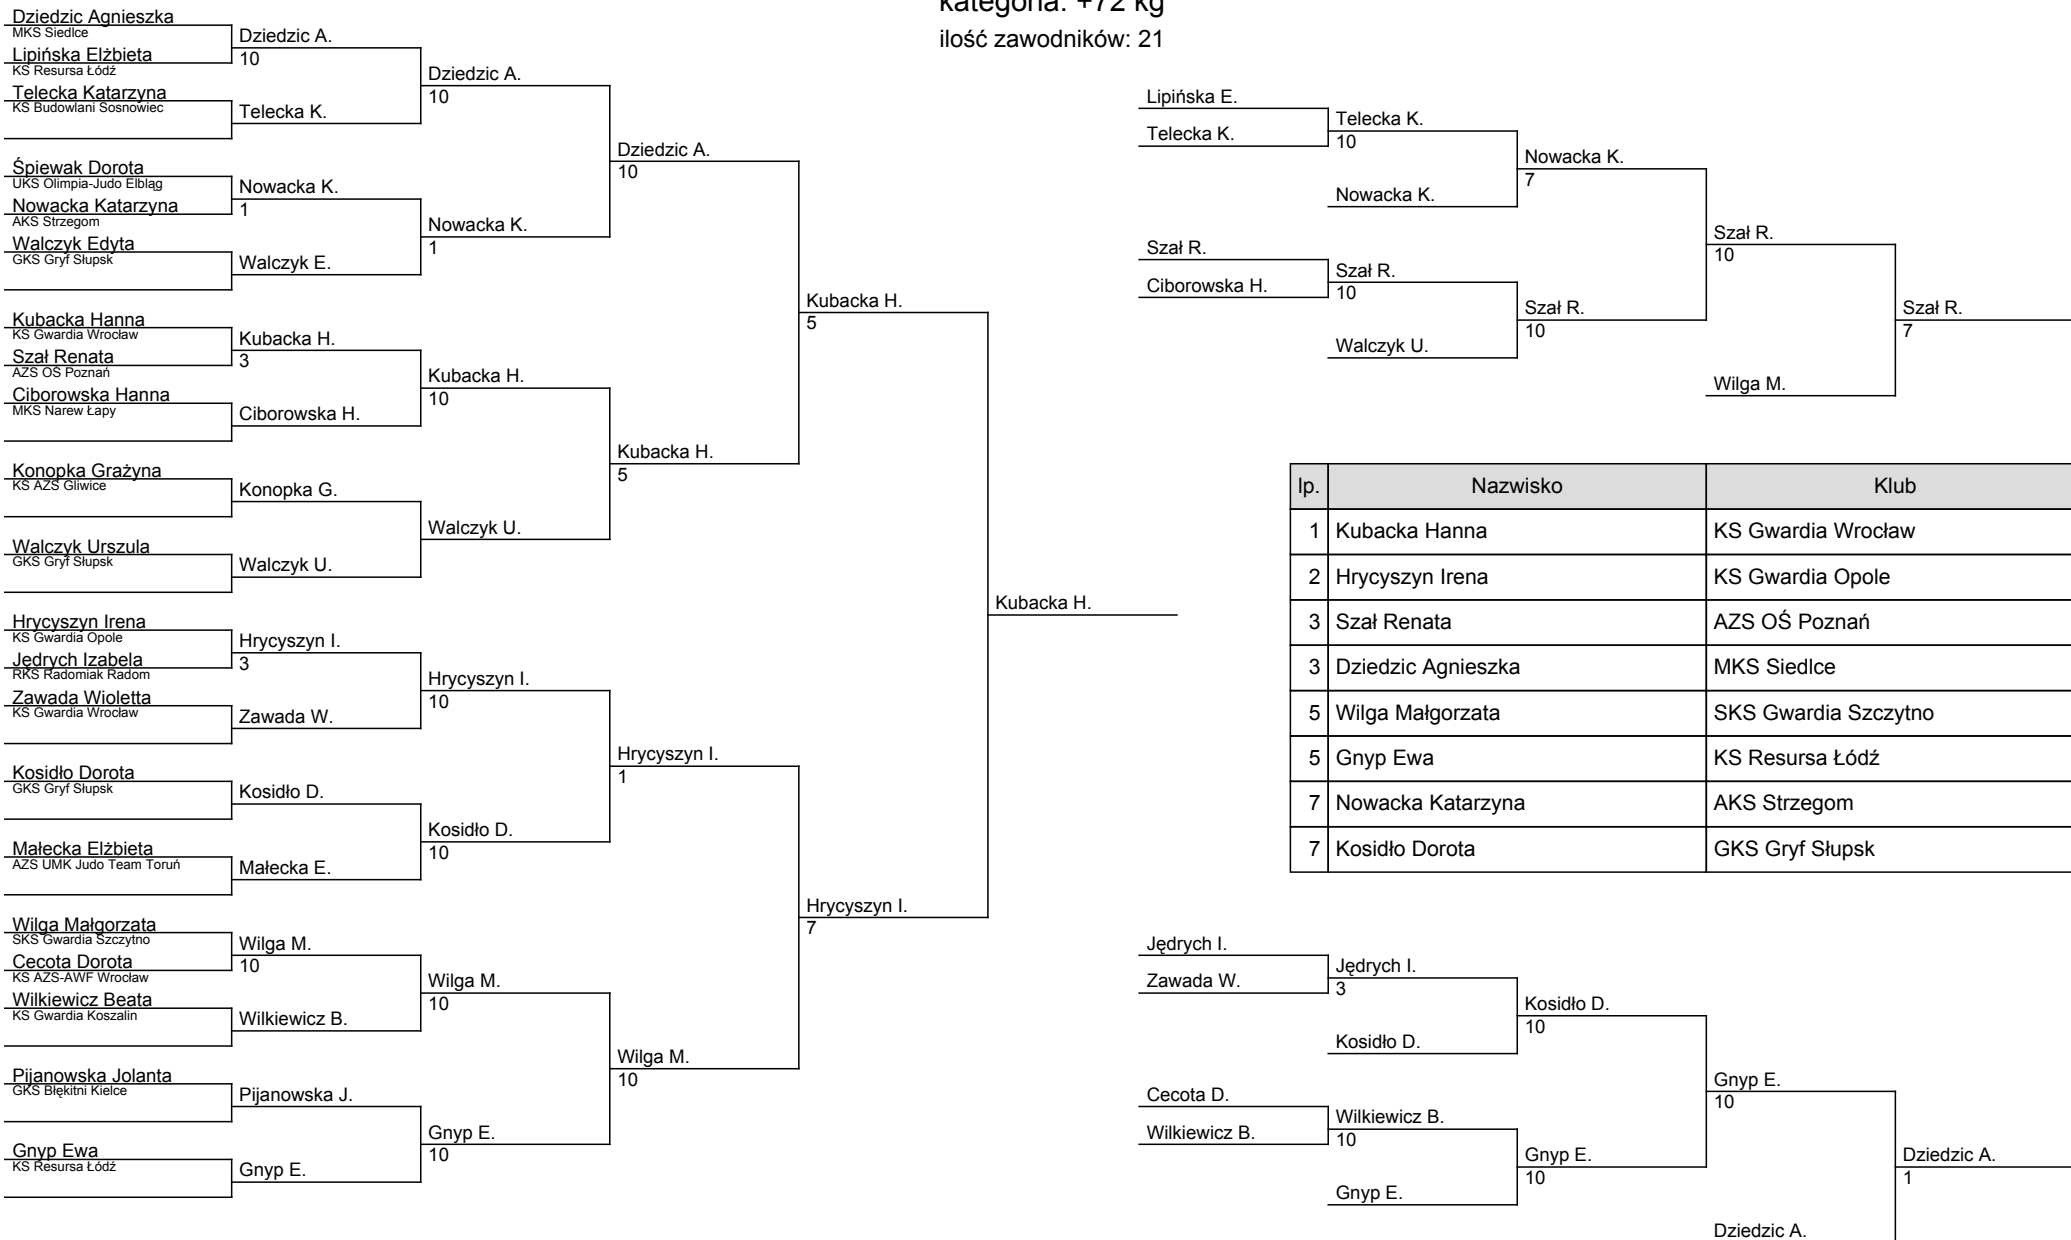 kategoria: +72 kg
ilość zawodników: 21
Dziedzic Agnieszka
MKS Siedlce
Lipińska Elżbieta
KS Resursa Łódź
Telecka Katarzyna
KS Budowlani Sosnowiec
Śpiewak Dorota
UKS Olimpia-Judo Elbląg
Nowacka Katarzyna
AKS Strzegom
Walczyk Edyta
GKS Gryf Słupsk
Kubacka Hanna
KS Gwardia Wrocław
Szał Renata
AZS OŚ Poznań
Ciborowska Hanna
MKS Narew Łapy
Konopka Grażyna
KS AZS Gliwice
Walczyk Urszula
GKS Gryf Słupsk
Hrycyszyn Irena
KS Gwardia Opole
Jędrych Izabela
RKS Radomiak Radom
Zawada Wioletta
KS Gwardia Wrocław
Kosidło Dorota
GKS Gryf Słupsk
Małecka Elżbieta
AZS UMK Judo Team Toruń
Wilga Małgorzata
SKS Gwardia Szczytno
Cecota Dorota
KS AZS-AWF Wrocław
Wilkiewicz Beata
KS Gwardia Koszalin
Pijanowska Jolanta
GKS Błękitni Kielce
Gnyp Ewa
KS Resursa Łódź
Dziedzic A.
10
Telecka K.
Nowacka K.
1
Walczyk E.
Kubacka H.
3
Ciborowska H.
Konopka G.
Walczyk U.
Hrycyszyn I.
3
Zawada W.
Kosidło D.
Małecka E.
Wilga M.
10
Wilkiewicz B.
Pijanowska J.
Gnyp E.
Dziedzic A.
10
Nowacka K.
1
Kubacka H.
10
Walczyk U.
Hrycyszyn I.
10
Kosidło D.
10
Wilga M.
10
Gnyp E.
10
Dziedzic A.
10
Kubacka H.
5
Hrycyszyn I.
1
Wilga M.
10
Kubacka H.
5
Hrycyszyn I.
7
Kubacka H.
Lipińska E.
Telecka K.
Szał R.
Ciborowska H.
Telecka K.
10
Nowacka K.
Szał R.
10
Walczyk U.
Nowacka K.
7
Szał R.
10
Szał R.
10
Wilga M.
Szał R.
7
lp. Nazwisko Klub
1 Kubacka Hanna KS Gwardia Wrocław
2 Hrycyszyn Irena KS Gwardia Opole
3 Szał Renata AZS OŚ Poznań
3 Dziedzic Agnieszka MKS Siedlce
5 Wilga Małgorzata SKS Gwardia Szczytno
5 Gnyp Ewa KS Resursa Łódź
7 Nowacka Katarzyna AKS Strzegom
7 Kosidło Dorota GKS Gryf Słupsk
Jędrych I.
Zawada W.
Cecota D.
Wilkiewicz B.
Jędrych I.
3
Kosidło D.
Wilkiewicz B.
10
Gnyp E.
Kosidło D.
10
Gnyp E.
10
Gnyp E.
10
Dziedzic A.
Dziedzic A.
1